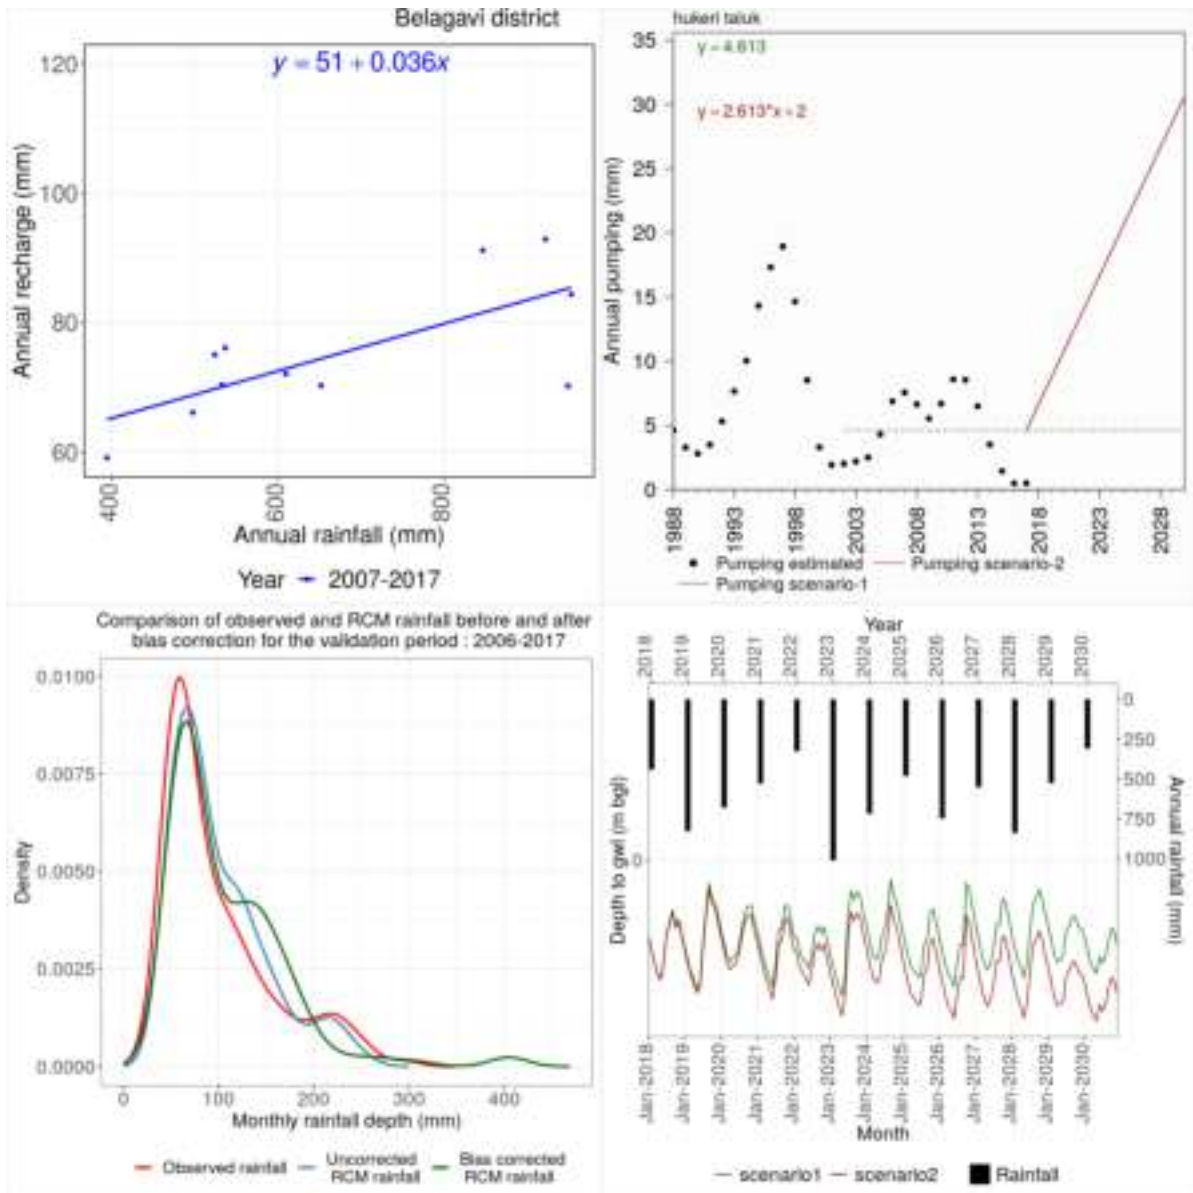 Belagavi district
y = 51 + 0.036x
120
100
80
60
Annual recharge (mm)
400
600
800
Annual rainfall (mm)
Year 2007-2017
hukeri taluk
y = 4.613
y = 2.613*x + 2
35
30
25
20
15
10
5
0
Annual pumping (mm)
1988
1993
1998
2003
2008
2013
2018
2023
2028
Pumping estimated
Pumping scenario-2
Pumping scenario-1
Comparison of observed and RCM rainfall before and after
bias correction for the validation period : 2006-2017
0.0100
0.0075
0.0050
0.0025
0.0000
Density
0
100
200
300
400
Monthly rainfall depth (mm)
Observed rainfall
Uncorrected
RCM rainfall
Bias corrected
RCM rainfall
Year
2018
2019
2020
2021
2022
2023
2024
2025
2026
2027
2028
2029
2030
0
250
500
750
1000
Annual rainfall (mm)
Depth to gwl (m bgl)
Jan-2018
Jan-2019
Jan-2020
Jan-2021
Jan-2022
Jan-2023
Jan-2024
Jan-2025
Jan-2026
Jan-2027
Jan-2028
Jan-2029
Jan-2030
Month
scenario1
scenario2
Rainfall